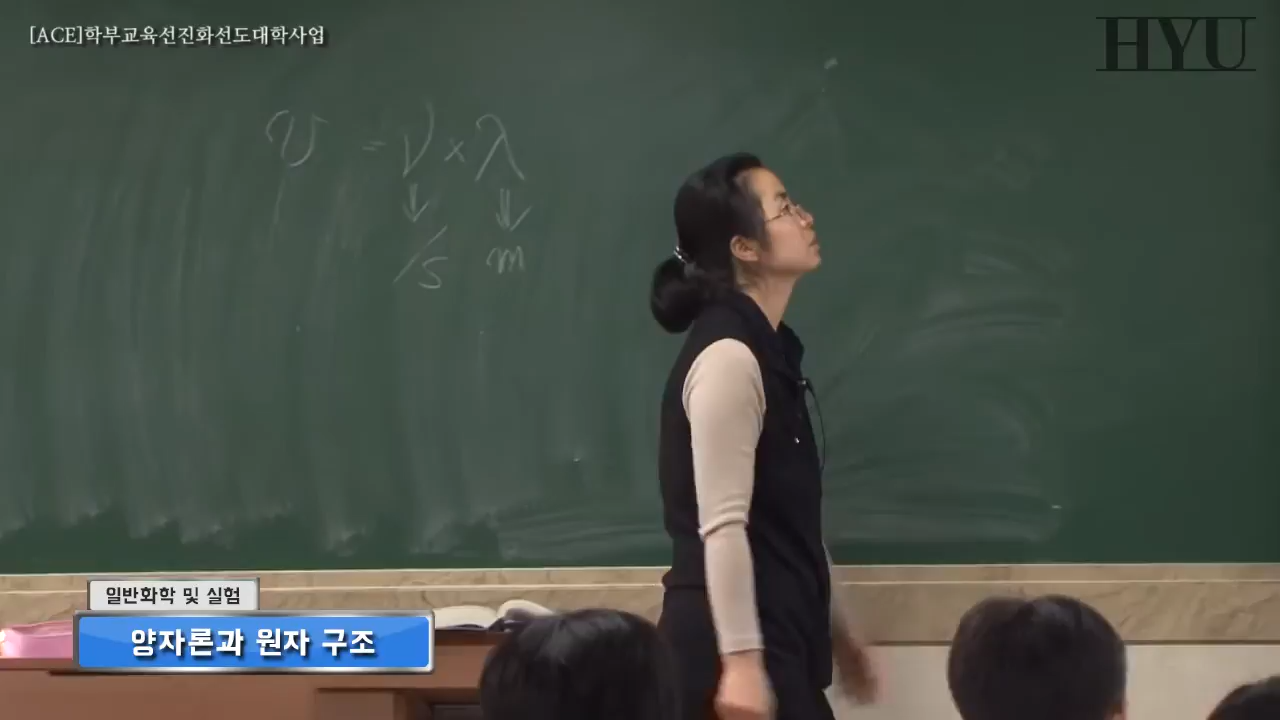 [ACE]학부교육선진화선도대학사업
HYU
υ = ν × λ
⇓ ⇓
/s m
일반화학 및 실험
양자론과 원자 구조